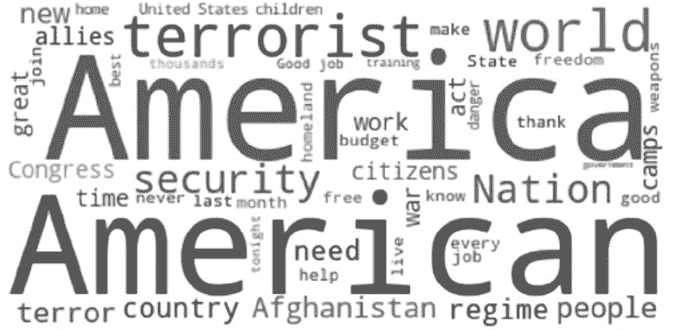 new
home
United States
children
allies
terrorist
make
world
great
join
best
thousands
Good job
training
State
freedom
weapons
America
homeland
work
budget
act
danger
thank
camps
government
Congress
security
citizens
Nation
time
never
last
month
free
war
know
good
American
tonight
need
help
live
every
job
terror
country
Afghanistan
regime
people